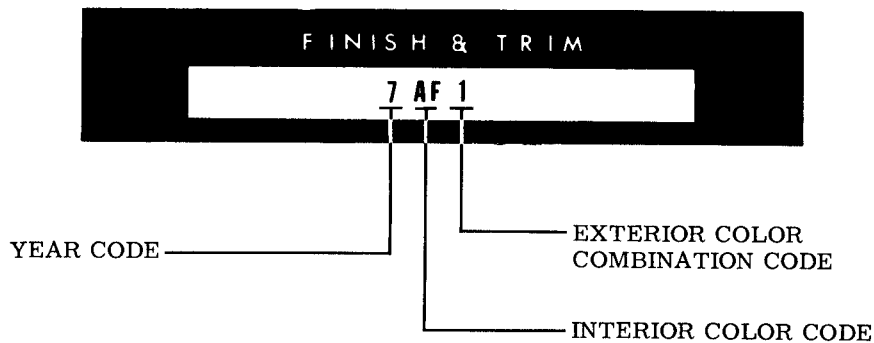 FINISH & TRIM
7 AF 1
YEAR CODE
EXTERIOR COLOR
COMBINATION CODE
INTERIOR COLOR CODE